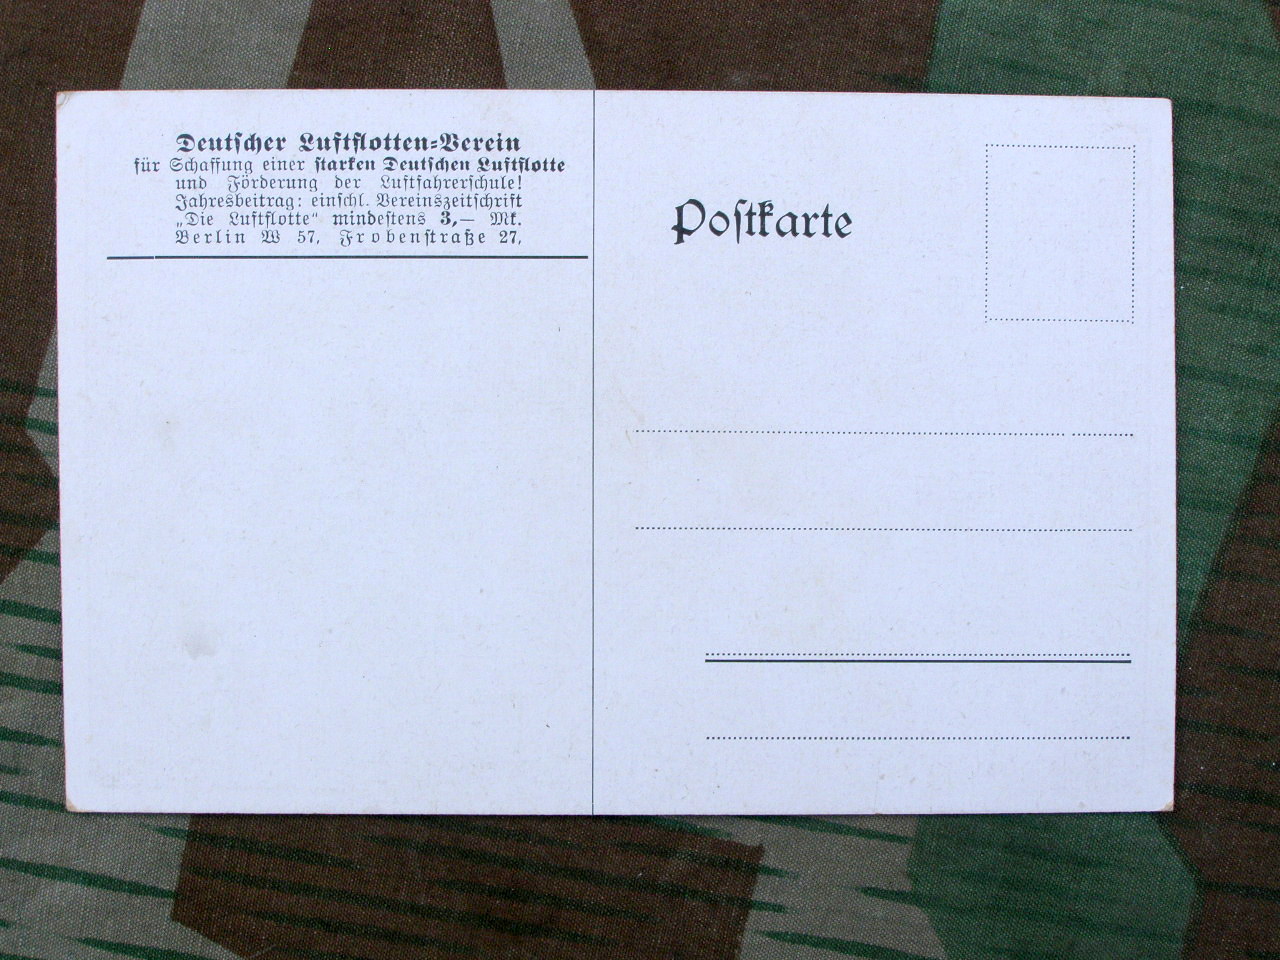 Deutſcher Luftflotten-Verein
für Schaffung einer ſtarken Deutſchen Luftflotte
und Förderung der Luftfahrerſchule!
Jahresbeitrag: einſchl. Vereinszeitſchrift
„Die Luftflotte“ mindeſtens 3,— Mk.
Berlin W 57, Frobenſtraße 27,
Poſtkarte